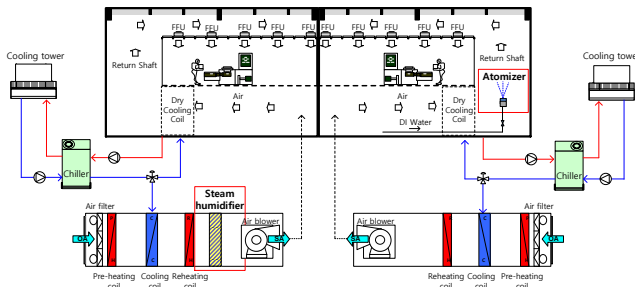 FFU FFU FFU FFU FFU FFU FFU FFU FFU FFU
Cooling tower
Cooling tower
Return Shaft
Return Shaft
Atomizer
Dry
Cooling
Coil
Air
Air
Dry
Cooling
Coil
DI Water
Chiller
Chiller
Steam
humidifier
Air filter
Air blower
Air blower
Air filter
OA
SA
SA
OA
Pre-heating
coil
Cooling
coil
Reheating
coil
Reheating
coil
Cooling
coil
Pre-heating
coil